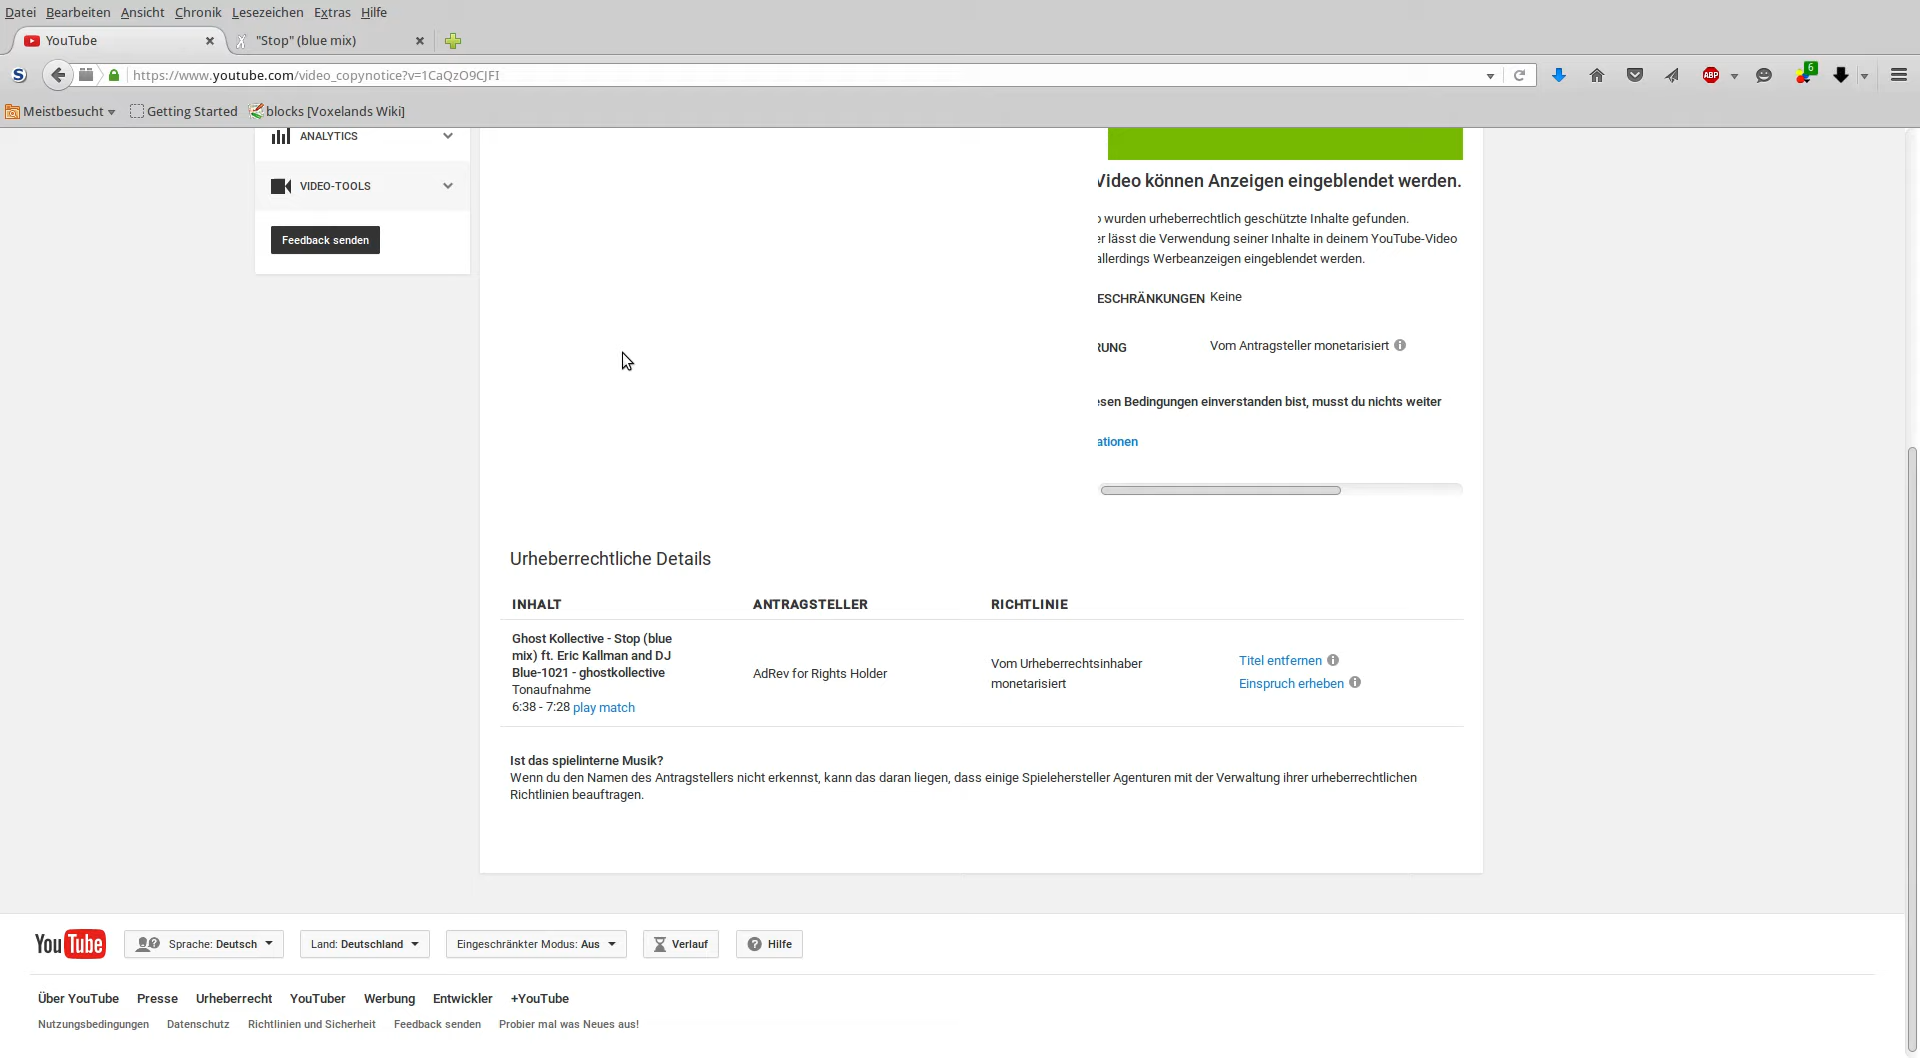 Datei Bearbeiten Ansicht Chronik Lesezeichen Extras Hilfe
YouTube "Stop" (blue mix)
https://www.youtube.com/video_copynotice?v=1CaQzO9CJFI
ABP 6
Meistbesucht Getting Started blocks [Voxelands Wiki]
ANALYTICS
VIDEO-TOOLS
Feedback senden
Video können Anzeigen eingeblendet werden.
o wurden urheberrechtlich geschützte Inhalte gefunden.
er lässt die Verwendung seiner Inhalte in deinem YouTube-Video
allerdings Werbeanzeigen eingeblendet werden.
ESCHRÄNKUNGEN Keine
RUNG Vom Antragsteller monetarisiert
esen Bedingungen einverstanden bist, musst du nichts weiter
ationen
Urheberrechtliche Details
INHALT ANTRAGSTELLER RICHTLINIE
Ghost Kollective - Stop (blue
mix) ft. Eric Kallman and DJ
Blue-1021 - ghostkollective
Tonaufnahme
6:38 - 7:28 play match
AdRev for Rights Holder
Vom Urheberrechtsinhaber
monetarisiert
Titel entfernen
Einspruch erheben
Ist das spielinterne Musik?
Wenn du den Namen des Antragstellers nicht erkennst, kann das daran liegen, dass einige Spielehersteller Agenturen mit der Verwaltung ihrer urheberrechtlichen
Richtlinien beauftragen.
YouTube Sprache: Deutsch Land: Deutschland Eingeschränkter Modus: Aus Verlauf Hilfe
Über YouTube Presse Urheberrecht YouTuber Werbung Entwickler +YouTube
Nutzungsbedingungen Datenschutz Richtlinien und Sicherheit Feedback senden Probier mal was Neues aus!